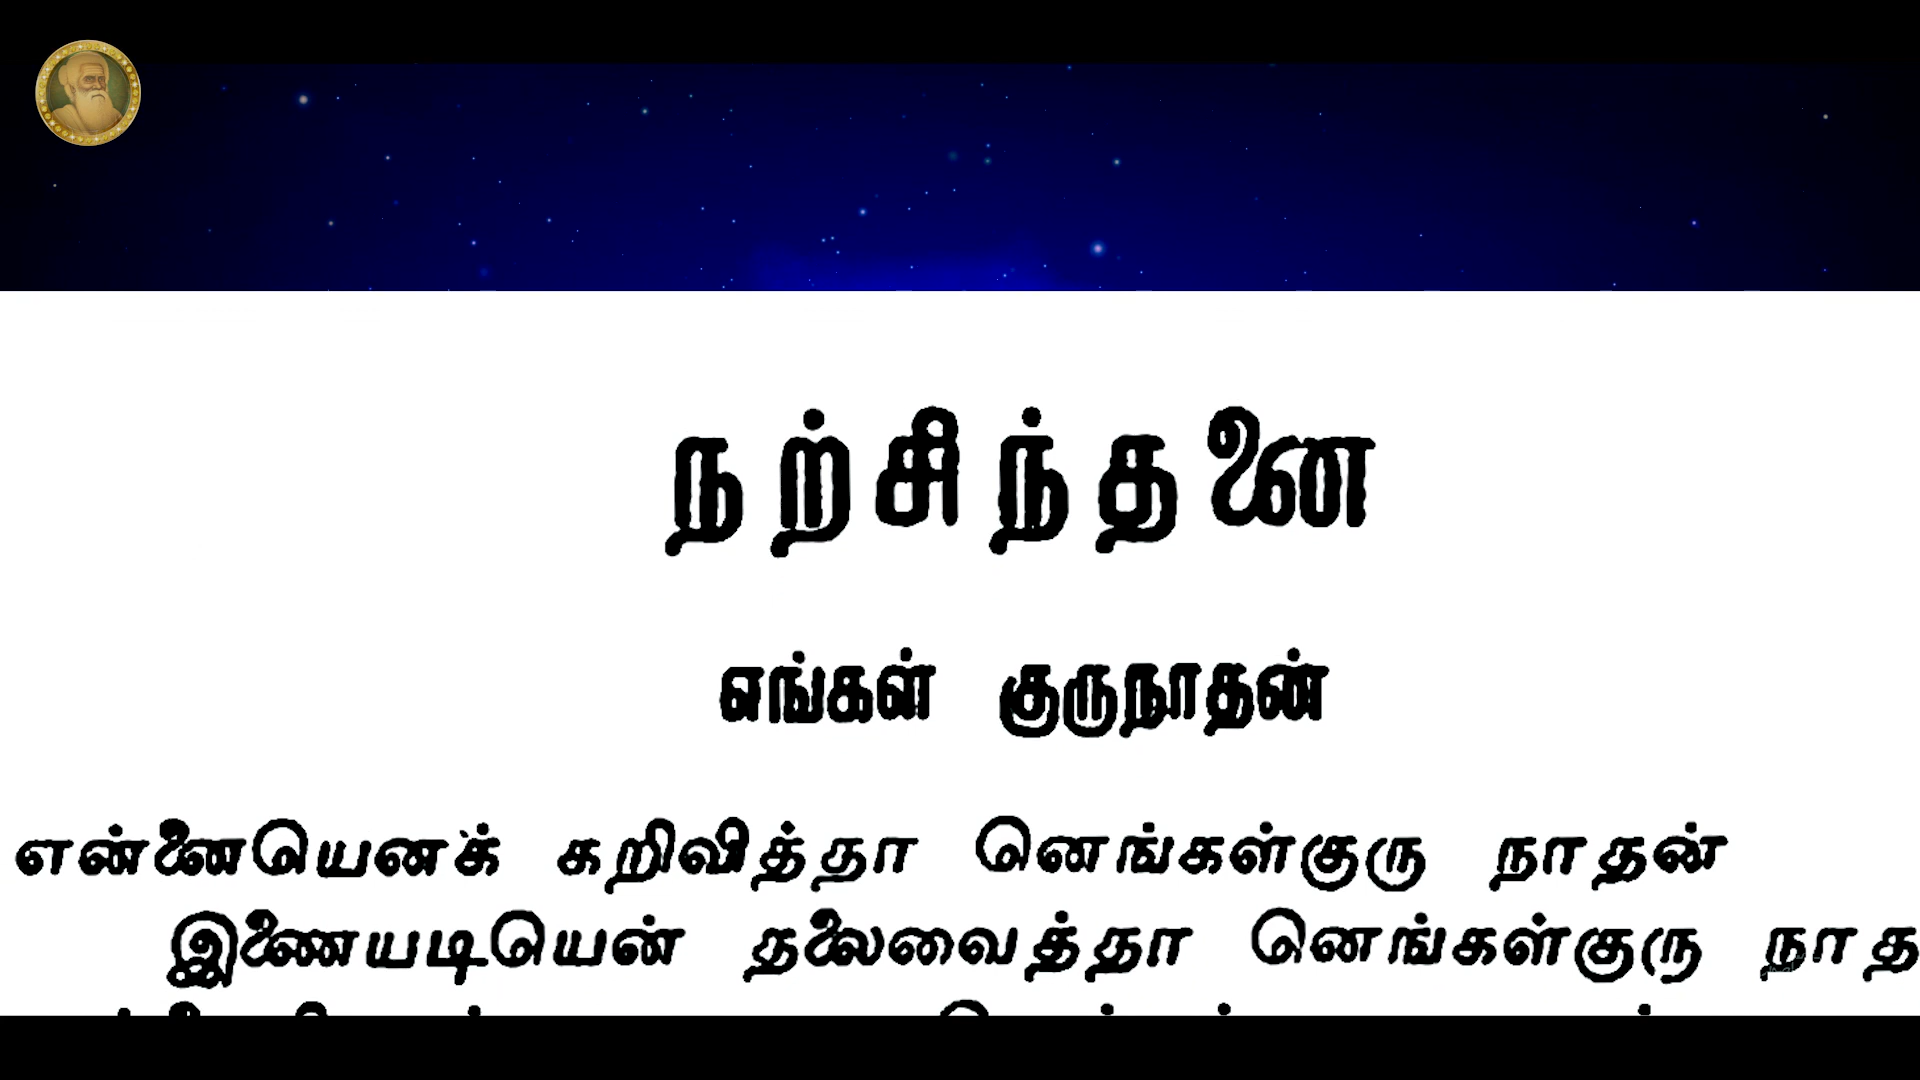 நற்சிந்தனை
எங்கள் குருநாதன்
என்னையெனக் கறிவித்தா னெங்கள்குரு நாதன்
இணையடியென் தலைவைத்தா னெங்கள்குரு நாத